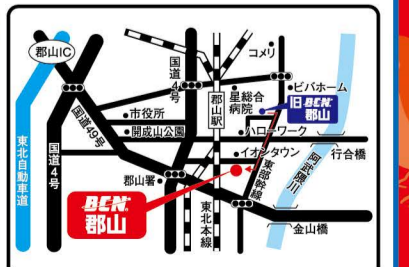 郡山IC
国道4号
コメリ
星総合
病院
ビバホーム
旧BCN.
郡山
郡山駅
市役所
開成山公園
ハローワーク
国道49号
イオンタウン
行合橋
東北自動車道
国道4号
郡山署
東部幹線
阿武隈川
BCN.
郡山
東北本線
金山橋